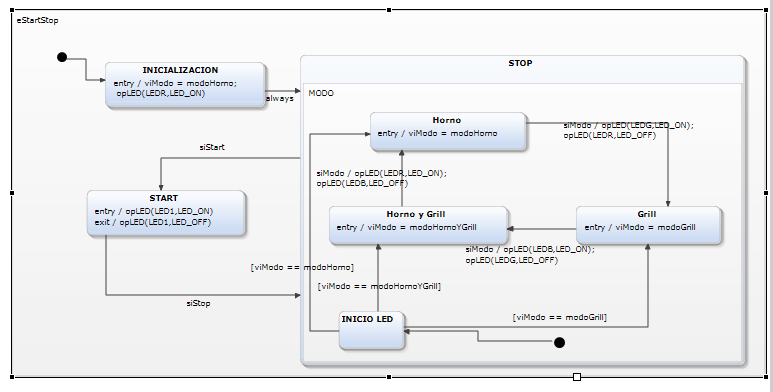 eStartStop
INICIALIZACION
entry / viModo = modoHorno;
opLED(LEDR,LED_ON)
always
STOP
MODO
Horno
entry / viModo = modoHorno
siModo / opLED(LEDG,LED_ON);
opLED(LEDR,LED_OFF)
siStart
siModo / opLED(LEDR,LED_ON);
opLED(LEDB,LED_OFF)
START
entry / opLED(LED1,LED_ON)
exit / opLED(LED1,LED_OFF)
Horno y Grill
entry / viModo = modoHornoYGrill
Grill
entry / viModo = modoGrill
siModo / opLED(LEDB,LED_ON);
opLED(LEDG,LED_OFF)
[viModo == modoHorno]
[viModo == modoHornoYGrill]
siStop
INICIO LED
[viModo == modoGrill]